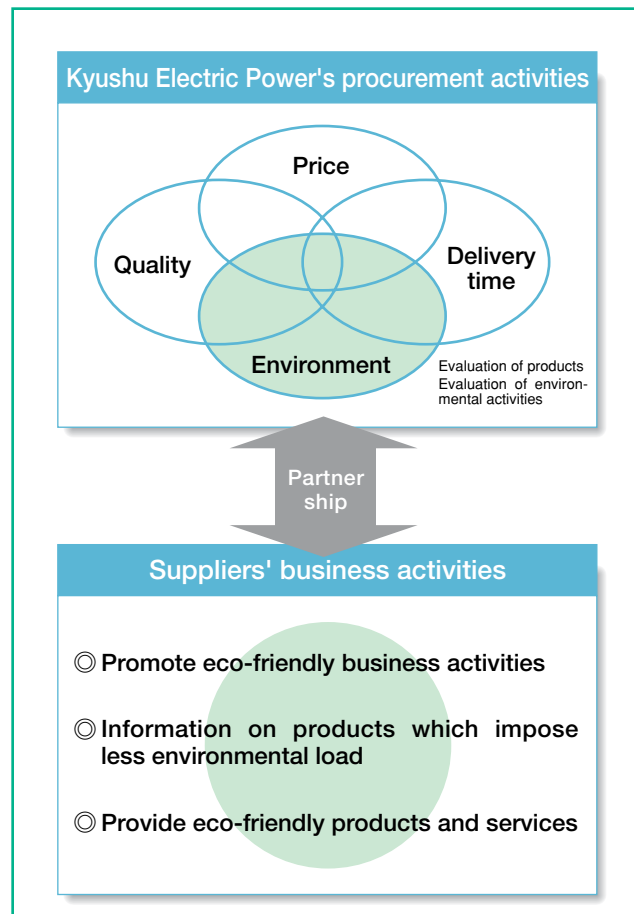 Kyushu Electric Power's procurement activities
Price
Quality
Delivery
time
Environment
Evaluation of products
Evaluation of environ-
mental activities
Partner
ship
Suppliers' business activities
◎ Promote eco-friendly business activities
◎ Information on products which impose
less environmental load
◎ Provide eco-friendly products and services